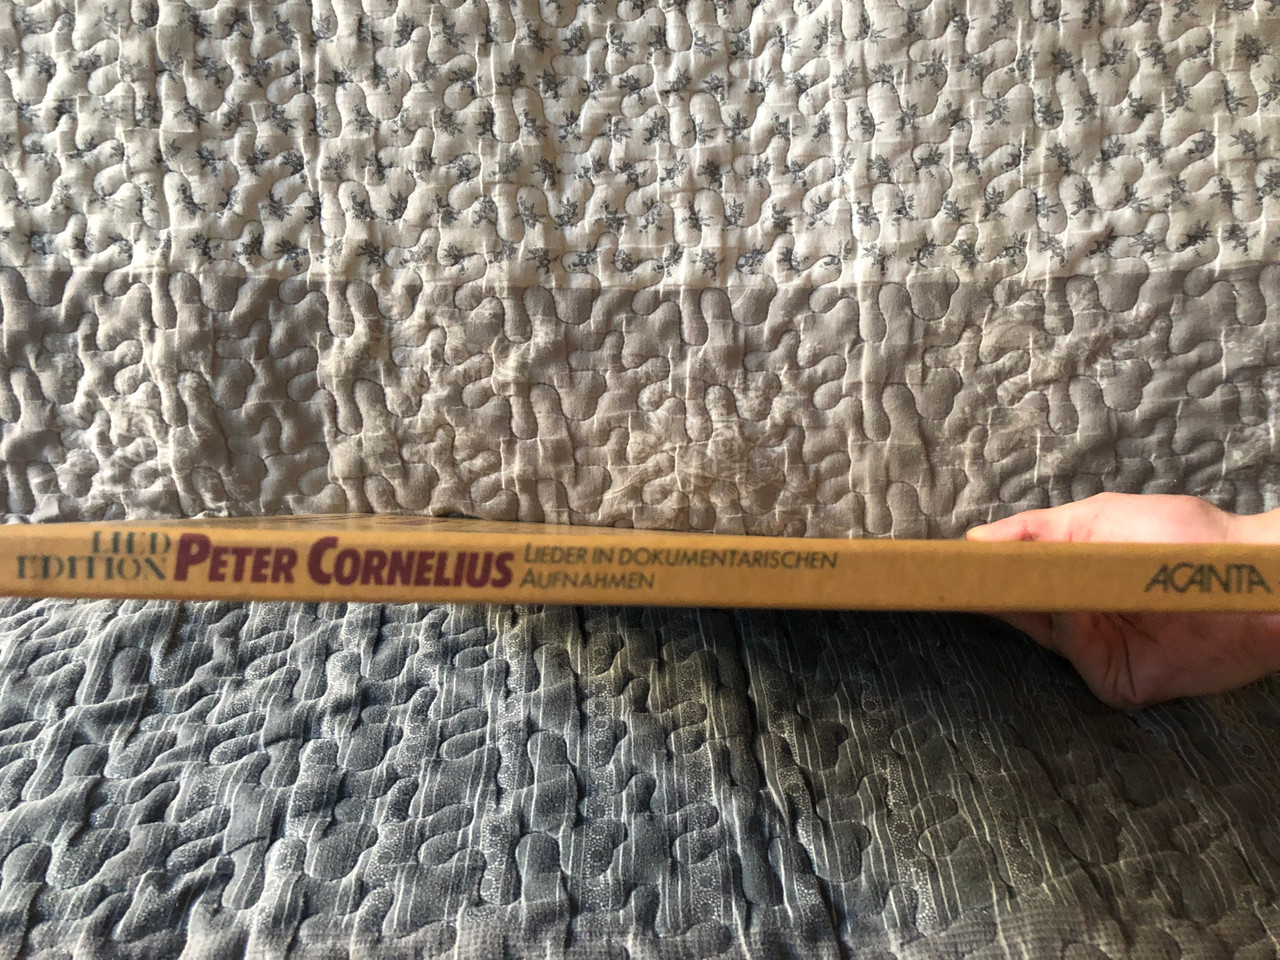 LIED
EDITION
PETER CORNELIUS
LIEDER IN DOKUMENTARISCHEN
AUFNAHMEN
ACANTA